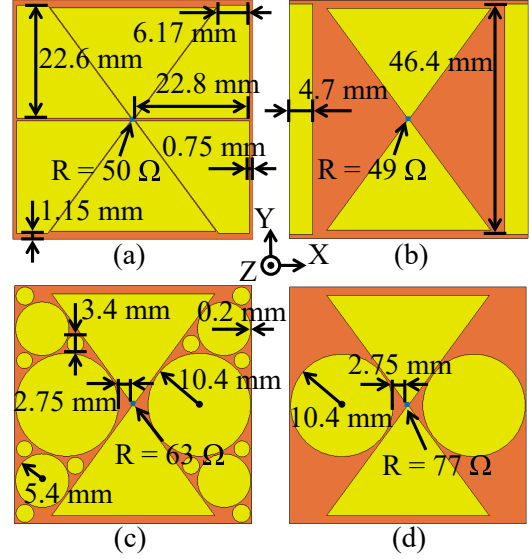 6.17 mm
22.6 mm
22.8 mm
0.75 mm
R = 50 Ω
1.15 mm
(a)
46.4 mm
4.7 mm
R = 49 Ω
(b)
Y
Z X
3.4 mm
0.2 mm
2.75 mm
10.4 mm
R = 63 Ω
5.4 mm
(c)
2.75 mm
10.4 mm
R = 77 Ω
(d)